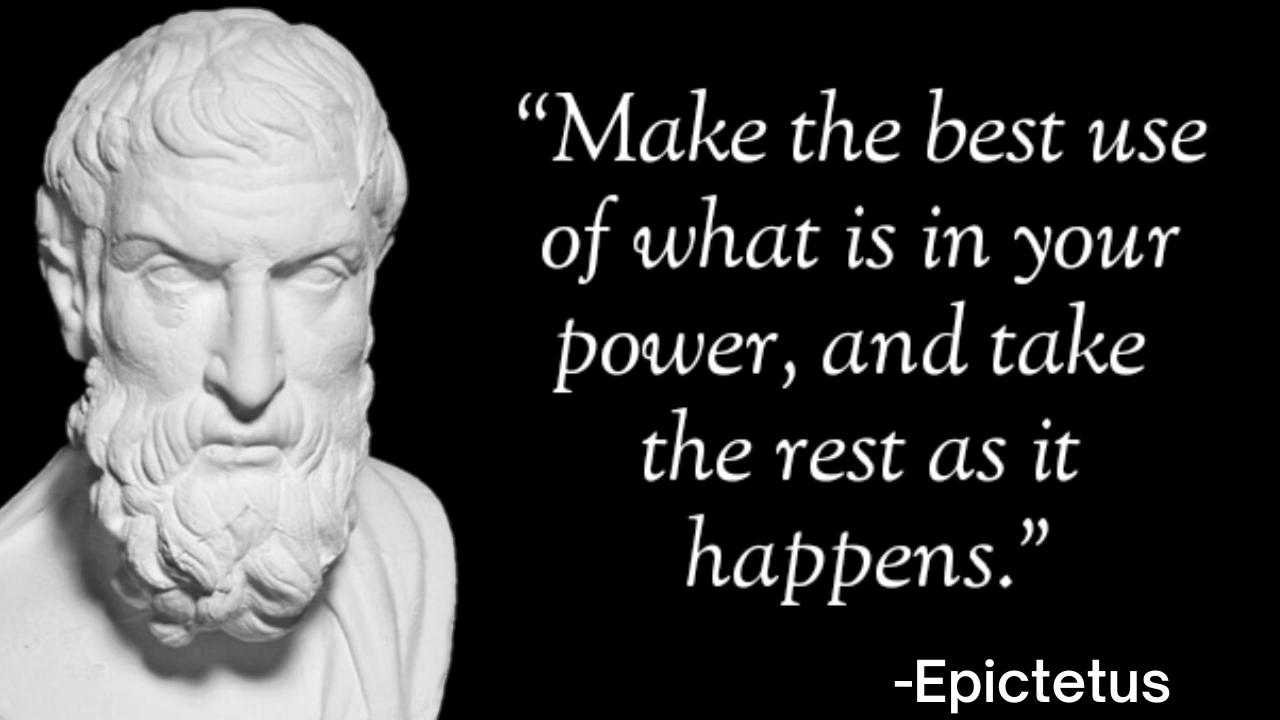 “Make the best use
of what is in your
power, and take
the rest as it
happens.”
-Epictetus